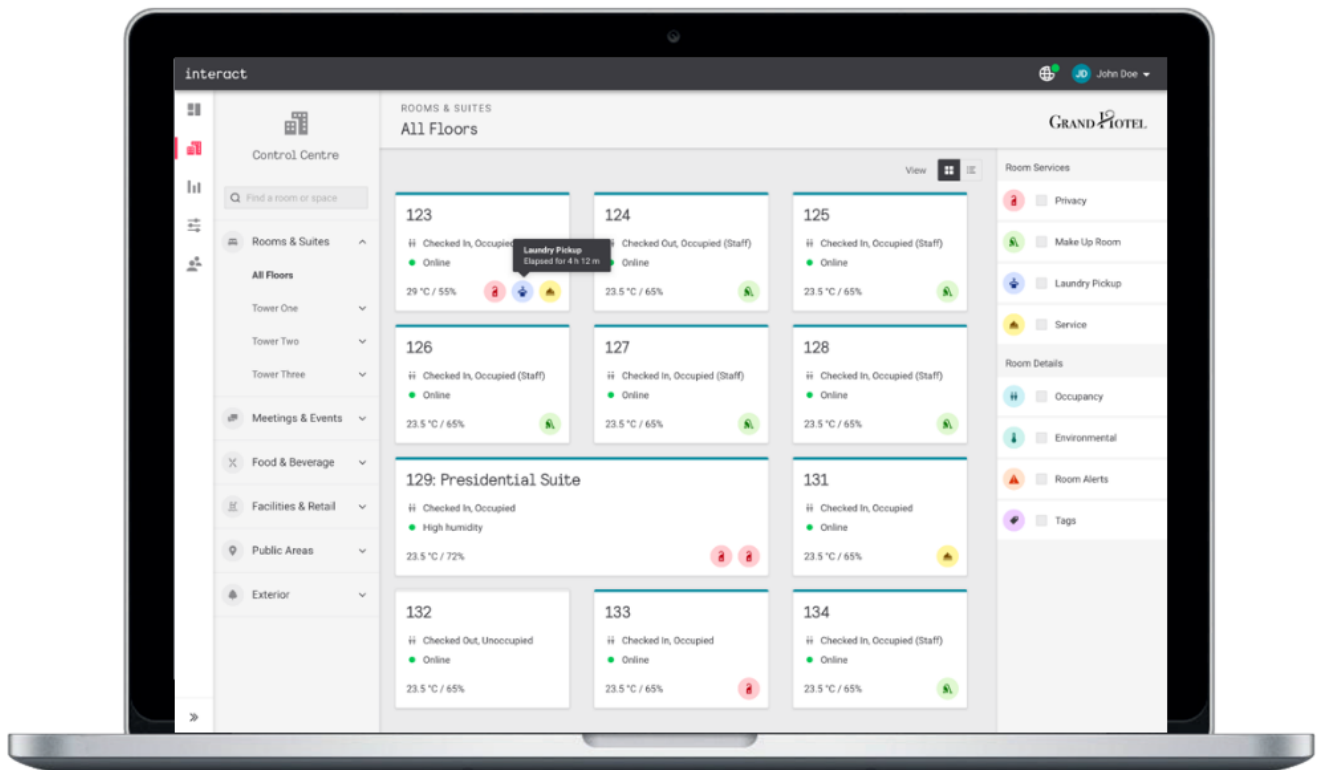 interact
JD John Doe
Control Centre
Find a room or space
Rooms & Suites
All Floors
Tower One
Tower Two
Tower Three
Meetings & Events
Food & Beverage
Facilities & Retail
Public Areas
Exterior
ROOMS & SUITES
All Floors
GRAND HOTEL
View
123
Checked In, Occupied
Online
29 °C / 55%
Laundry Pickup
Elapsed for 4 h 12 m
124
Checked Out, Occupied (Staff)
Online
23.5 °C / 65%
125
Checked In, Occupied (Staff)
Online
23.5 °C / 65%
126
Checked In, Occupied (Staff)
Online
23.5 °C / 65%
127
Checked In, Occupied (Staff)
Online
23.5 °C / 65%
128
Checked In, Occupied (Staff)
Online
23.5 °C / 65%
129: Presidential Suite
Checked In, Occupied
High humidity
23.5 °C / 72%
131
Checked In, Occupied
Online
23.5 °C / 65%
132
Checked Out, Unoccupied
Online
23.5 °C / 65%
133
Checked In, Occupied
Online
23.5 °C / 65%
134
Checked In, Occupied (Staff)
Online
23.5 °C / 65%
Room Services
Privacy
Make Up Room
Laundry Pickup
Service
Room Details
Occupancy
Environmental
Room Alerts
Tags